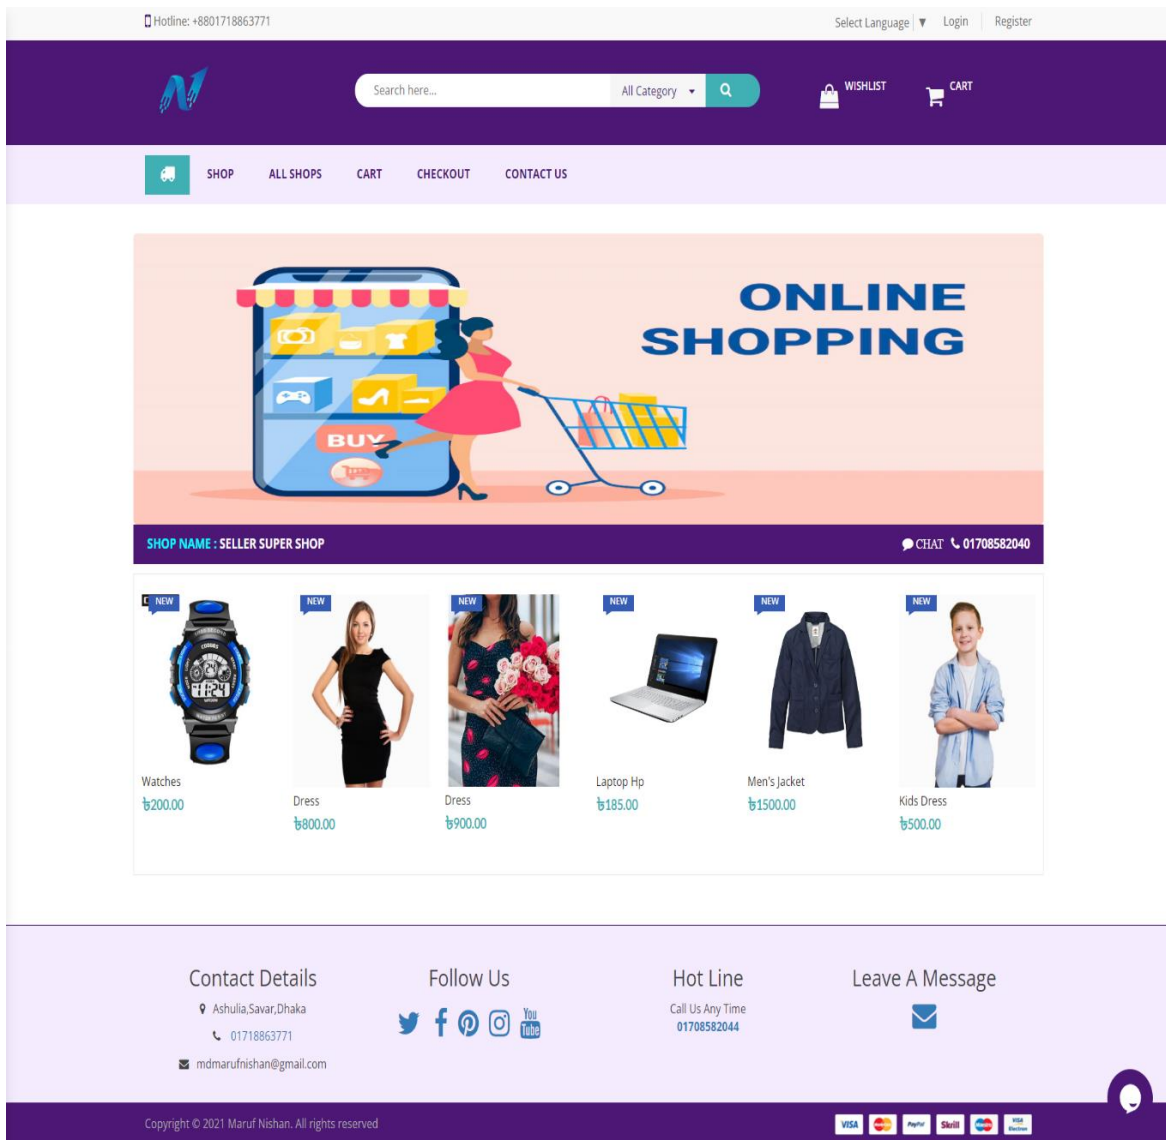 Hotline: +8801718863771
Select Language ▼ Login Register
Search here... All Category
WISHLIST
CART
SHOP ALL SHOPS CART CHECKOUT CONTACT US
ONLINE
SHOPPING
BUY
SHOP NAME : SELLER SUPER SHOP
CHAT 01708582040
NEW NEW NEW NEW NEW NEW
11:24
Watches
৳200.00
Dress
৳800.00
Dress
৳900.00
Laptop Hp
৳185.00
Men's Jacket
৳1500.00
Kids Dress
৳500.00
Contact Details
Ashulia,Savar,Dhaka
01718863771
mdmarufnishan@gmail.com
Follow Us
You
Tube
Hot Line
Call Us Any Time
01708582044
Leave A Message
Copyright © 2021 Maruf Nishan. All rights reserved
VISA PayPal Skrill VISA Electron